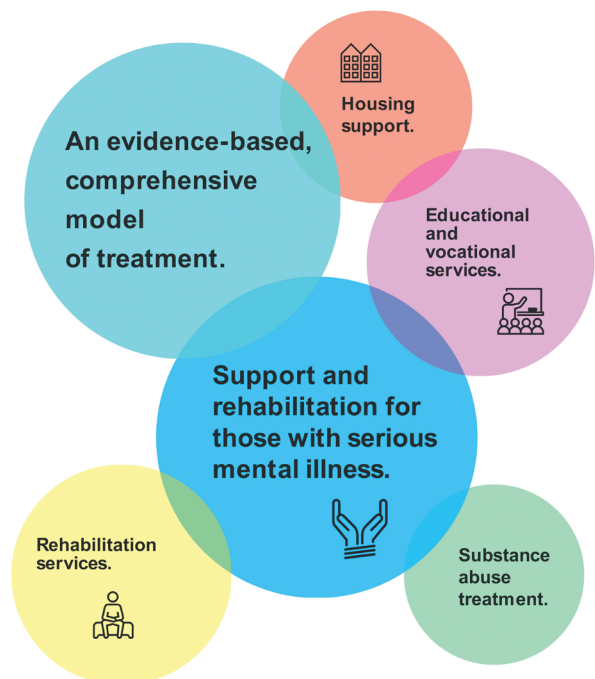 Housing
support.
An evidence-based,
comprehensive
model
of treatment.
Educational
and
vocational
services.
Support and
rehabilitation for
those with serious
mental illness.
Rehabilitation
services.
Substance
abuse
treatment.